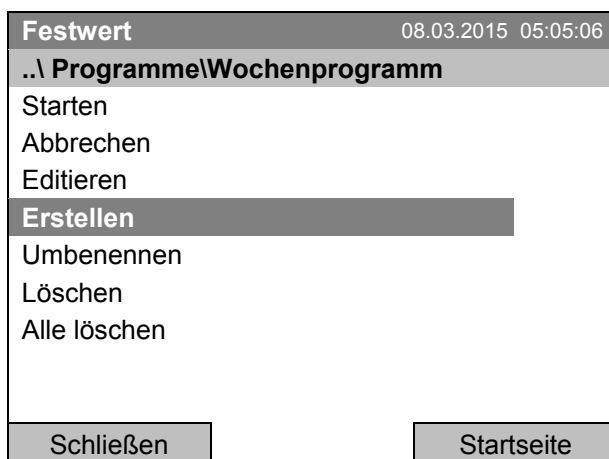 Festwert 08.03.2015 05:05:06
..\ Programme\Wochenprogramm
Starten
Abbrechen
Editieren
Erstellen
Umbenennen
Löschen
Alle löschen
Schließen Startseite